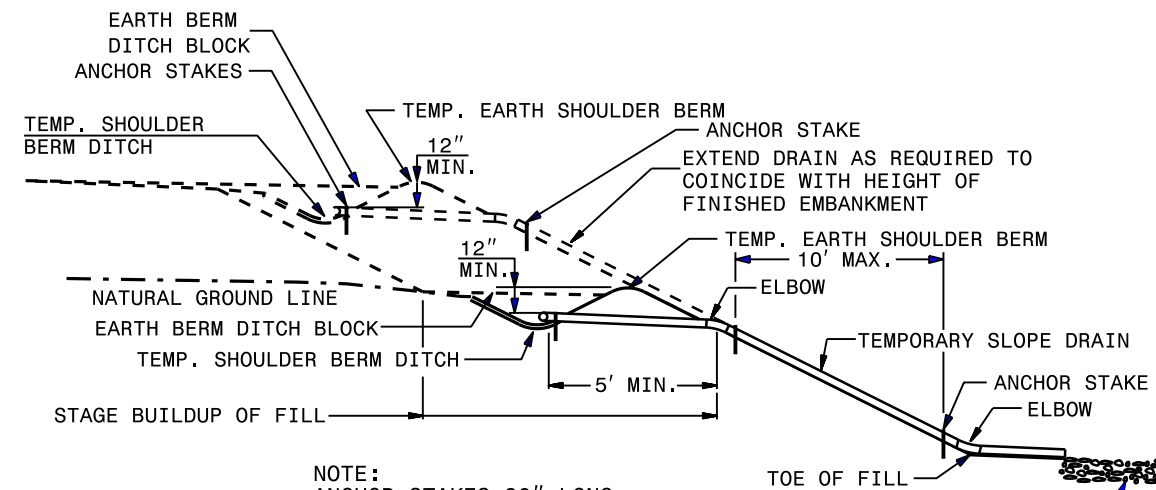 EARTH BERM
DITCH BLOCK
ANCHOR STAKES
TEMP. SHOULDER
BERM DITCH
TEMP. EARTH SHOULDER BERM
12"
MIN.
ANCHOR STAKE
EXTEND DRAIN AS REQUIRED TO
COINCIDE WITH HEIGHT OF
FINISHED EMBANKMENT
TEMP. EARTH SHOULDER BERM
12"
MIN.
10' MAX.
ELBOW
NATURAL GROUND LINE
EARTH BERM DITCH BLOCK
TEMP. SHOULDER BERM DITCH
TEMPORARY SLOPE DRAIN
5' MIN.
ANCHOR STAKE
ELBOW
STAGE BUILDUP OF FILL
TOE OF FILL
NOTE:
ANCHOR STAKES LONG